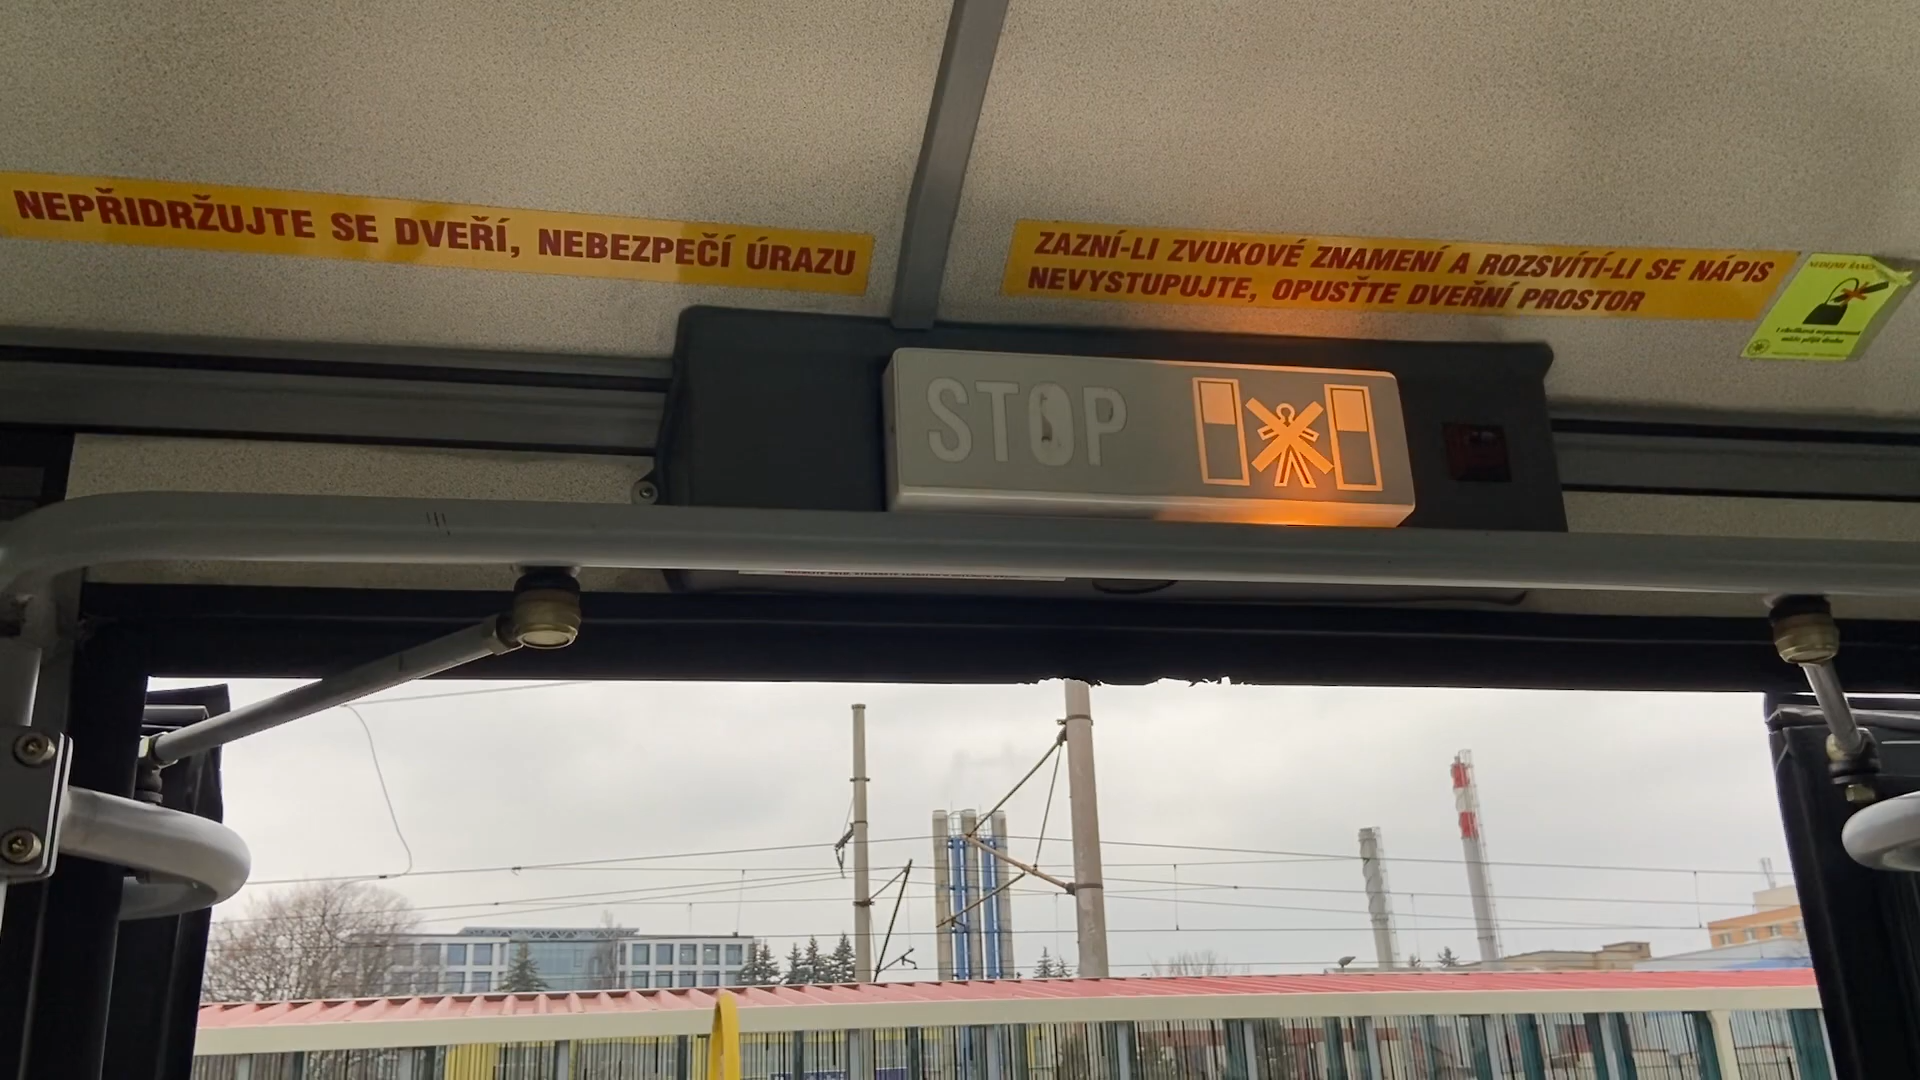 NEPŘIDRŽUJTE SE DVEŘÍ, NEBEZPEČÍ ÚRAZU
ZAZNÍ-LI ZVUKOVÉ ZNAMENÍ A ROZSVÍTÍ-LI SE NÁPIS
NEVYSTUPUJTE, OPUSŤTE DVEŘNÍ PROSTOR
STOP